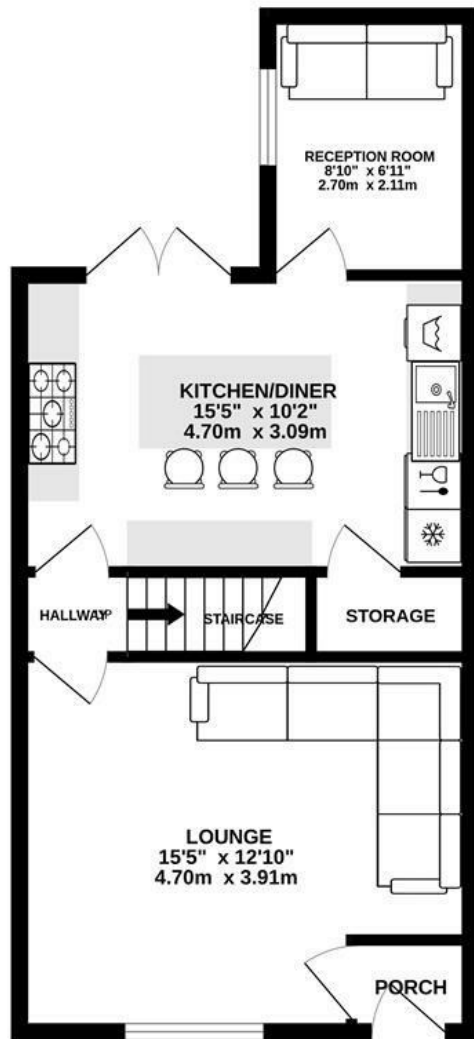 RECEPTION ROOM
8'10" x 6'11"
2.70m x 2.11m
KITCHEN/DINER
15'5" x 10'2"
4.70m x 3.09m
HALLWAY
UP
STAIRCASE
STORAGE
LOUNGE
15'5" x 12'10"
4.70m x 3.91m
PORCH